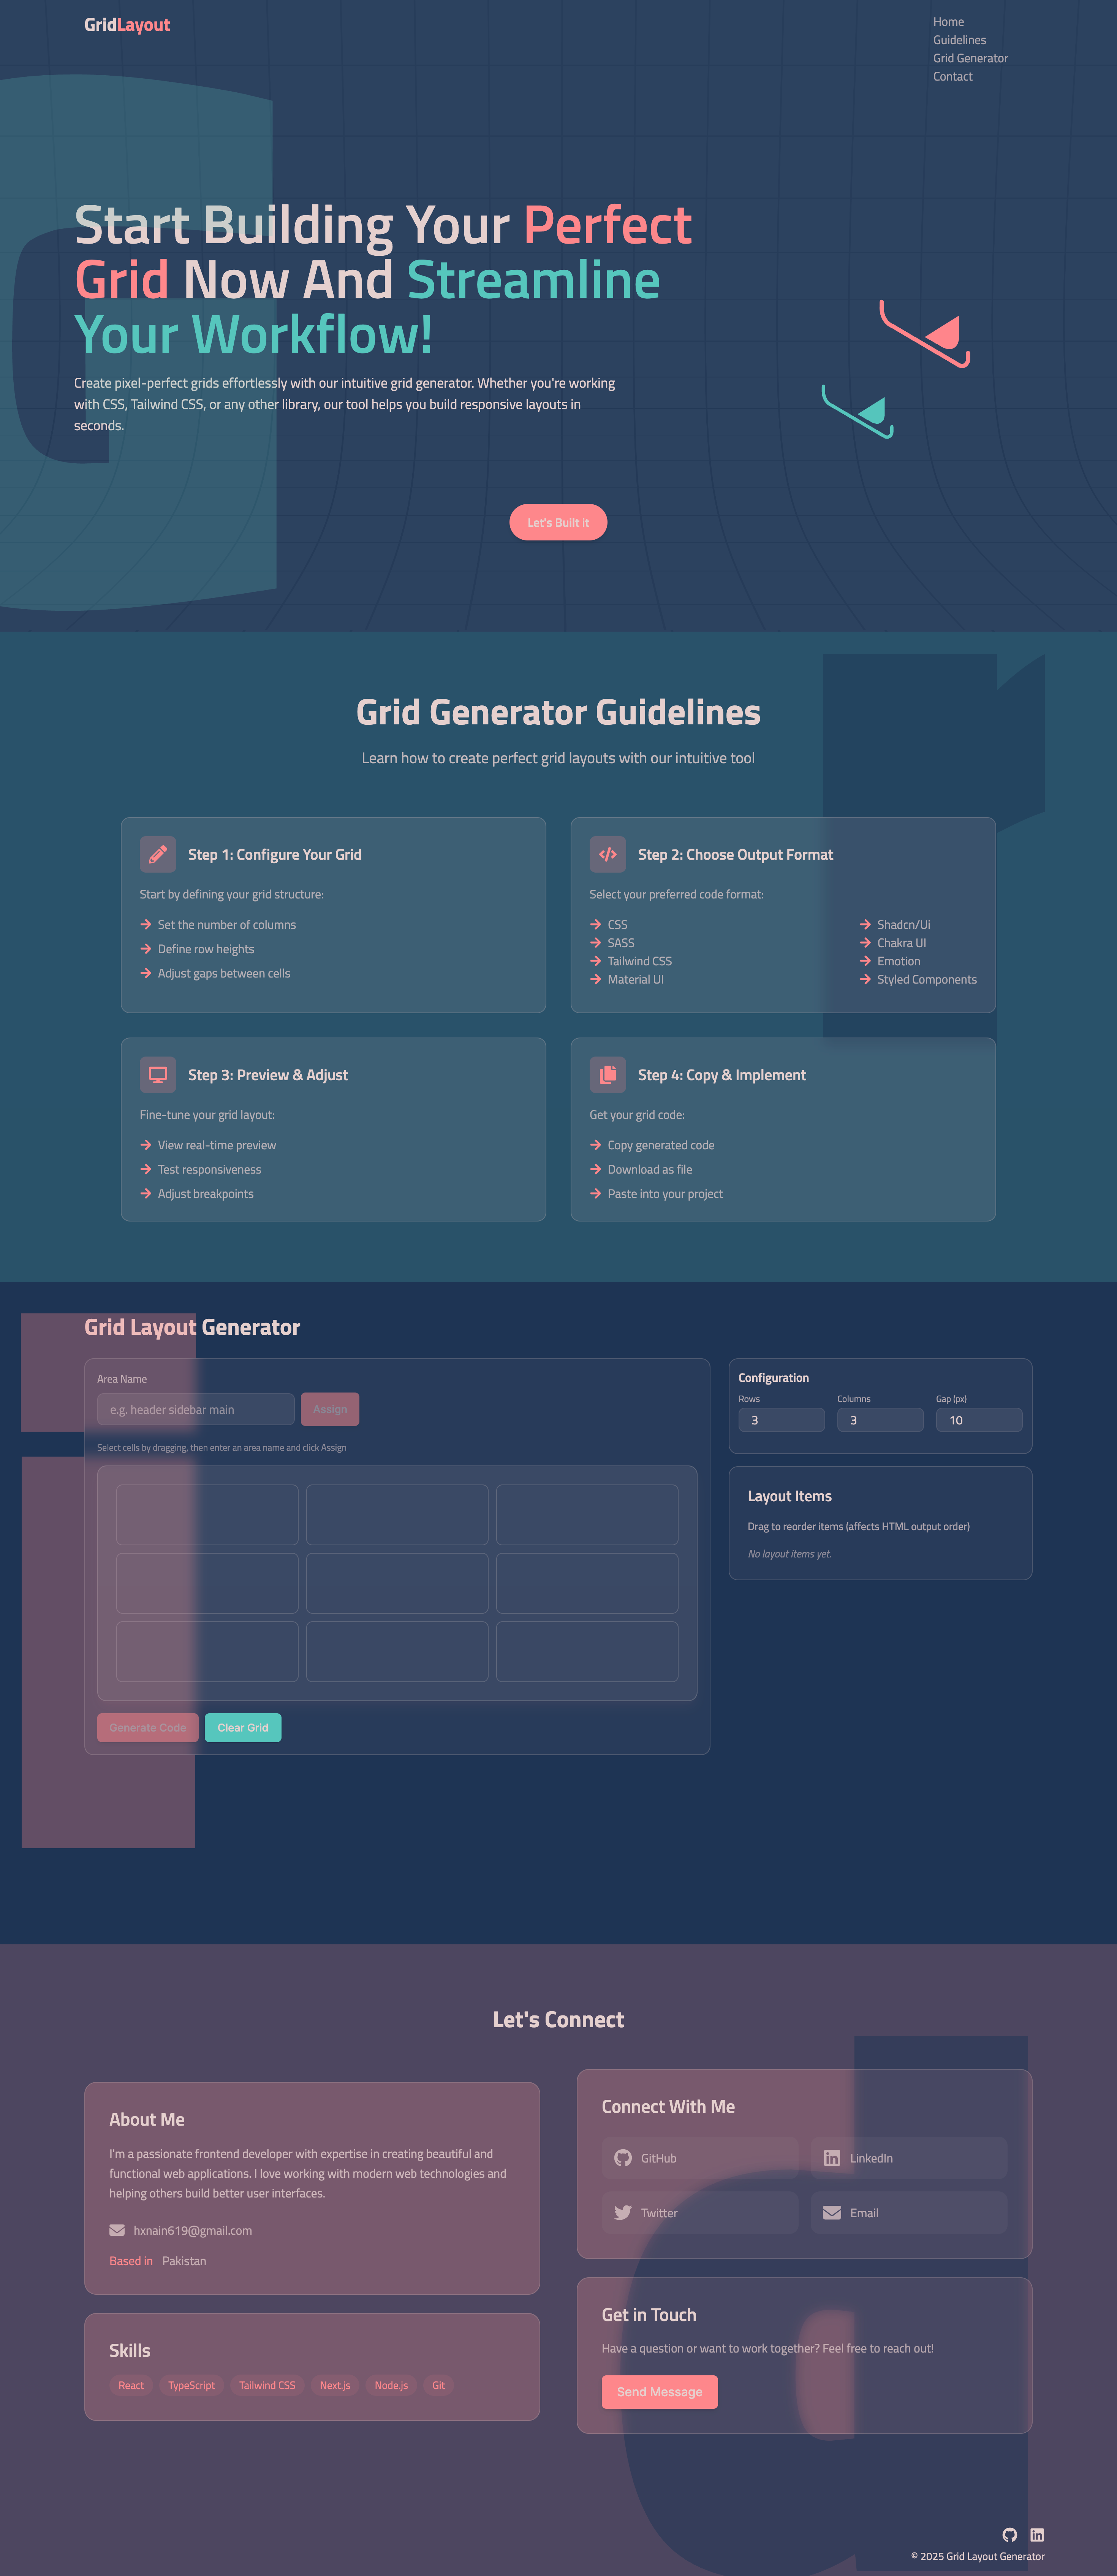 GridLayout
Home
Guidelines
Grid Generator
Contact
Start Building Your Perfect
Grid Now And Streamline
Your Workflow!
Create pixel-perfect grids effortlessly with our intuitive grid generator. Whether you're working
with CSS, Tailwind CSS, or any other library, our tool helps you build responsive layouts in
seconds.
Let's Built it
Grid Generator Guidelines
Learn how to create perfect grid layouts with our intuitive tool
Step 1: Configure Your Grid
Start by defining your grid structure:
Set the number of columns
Define row heights
Adjust gaps between cells
Step 2: Choose Output Format
Select your preferred code format:
CSS
SASS
Tailwind CSS
Material UI
Shadcn/Ui
Chakra UI
Emotion
Styled Components
Step 3: Preview & Adjust
Fine-tune your grid layout:
View real-time preview
Test responsiveness
Adjust breakpoints
Step 4: Copy & Implement
Get your grid code:
Copy generated code
Download as file
Paste into your project
Grid Layout Generator
Area Name
e.g. header sidebar main
Assign
Select cells by dragging, then enter an area name and click Assign
Generate Code
Clear Grid
Configuration
Rows
Columns
Gap (px)
3
3
10
Layout Items
Drag to reorder items (affects HTML output order)
No layout items yet.
Let's Connect
About Me
I'm a passionate frontend developer with expertise in creating beautiful and
functional web applications. I love working with modern web technologies and
helping others build better user interfaces.
hxnain619@gmail.com
Based in Pakistan
Skills
React
TypeScript
Tailwind CSS
Next.js
Node.js
Git
Connect With Me
GitHub
LinkedIn
Twitter
Email
Get in Touch
Have a question or want to work together? Feel free to reach out!
Send Message
© 2025 Grid Layout Generator